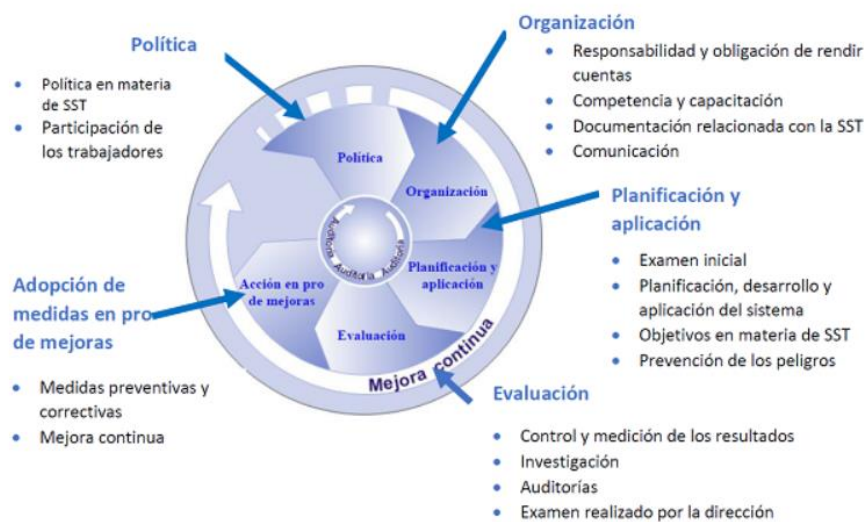 Política
• Política en materia
de SST
• Participación de
los trabajadores
Organización
• Responsabilidad y obligación de rendir
cuentas
• Competencia y capacitación
• Documentación relacionada con la SST
• Comunicación
Planificación y
aplicación
• Examen inicial
• Planificación, desarrollo y
aplicación del sistema
• Objetivos en materia de SST
• Prevención de los peligros
Evaluación
• Control y medición de los resultados
• Investigación
• Auditorías
• Examen realizado por la dirección
Adopción de
medidas en pro
de mejoras
• Medidas preventivas y
correctivas
• Mejora continua
Política
Organización
Planificación y
aplicación
Evaluación
Acción en pro
de mejoras
Auditoría Auditoría Auditoría
Mejora continua